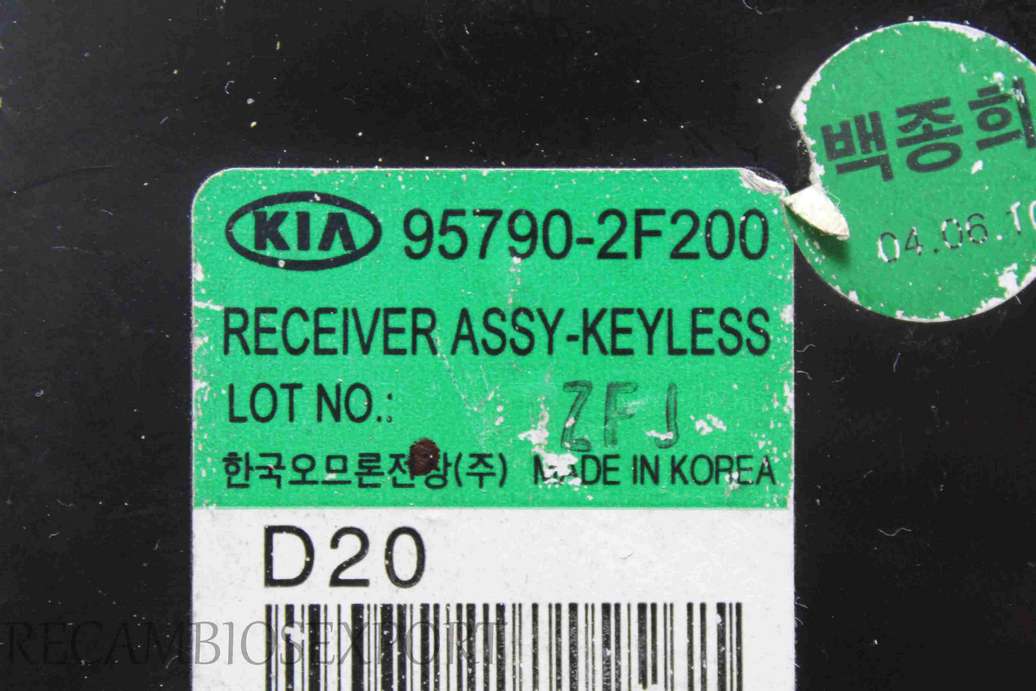 백종희
04.06.1
KIA 95790-2F200
RECEIVER ASSY-KEYLESS
LOT NO.: ZFJ
한국오므론전장(주) MADE IN KOREA
D20
RECAMBIOSEXPORT